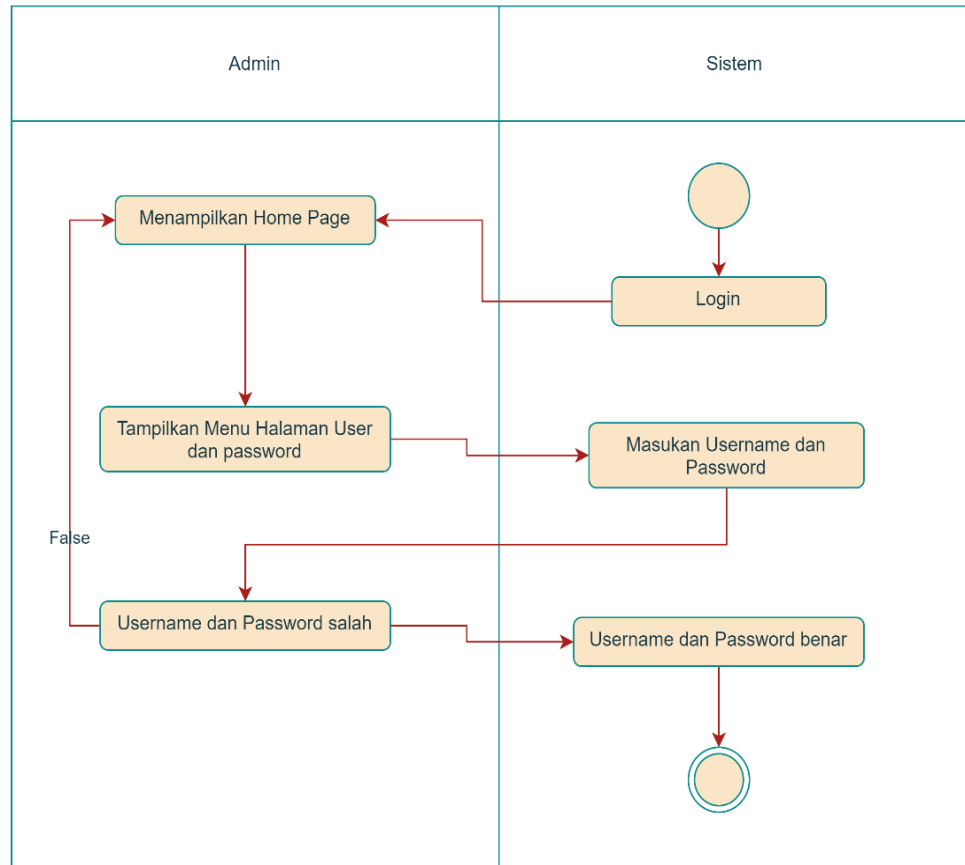 Admin
Sistem
Menampilkan Home Page
Login
Tampilkan Menu Halaman User
dan password
Masukan Username dan
Password
False
Username dan Password salah
Username dan Password benar